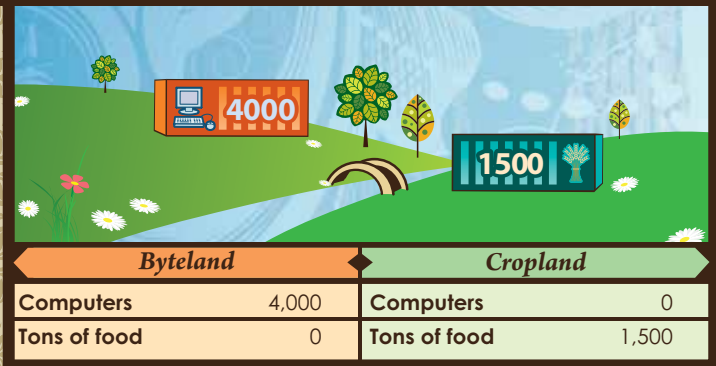 4000
1500
Byteland Cropland
Computers 4,000 Computers 0
Tons of food 0 Tons of food 1,500